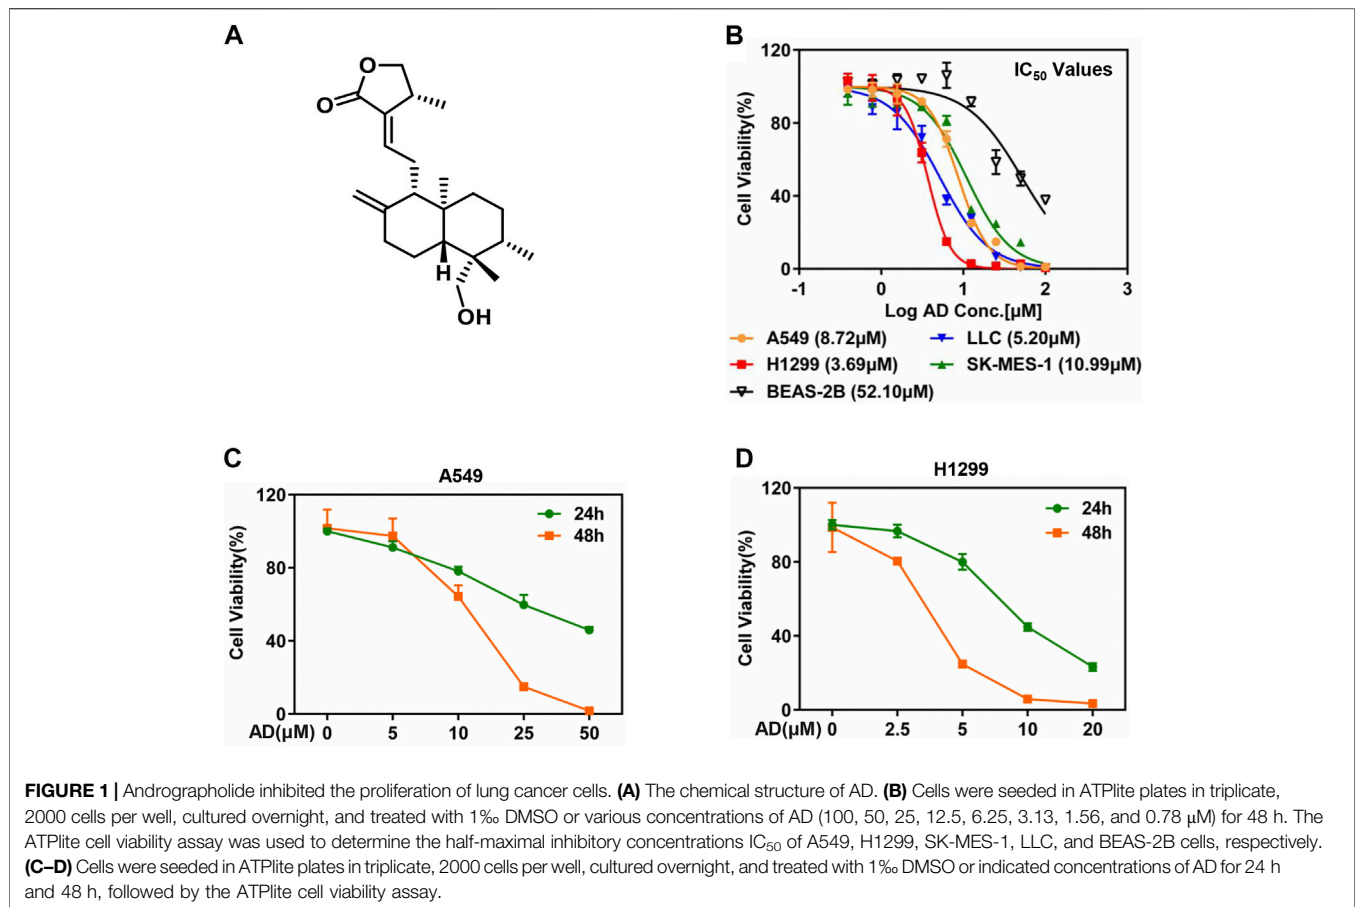 A
O
O
H
OH
B
120
80
40
0
Cell Viability(%)
IC50 Values
-1 0 1 2 3
Log AD Conc.[µM]
A549 (8.72µM) LLC (5.20µM)
H1299 (3.69µM) SK-MES-1 (10.99µM)
BEAS-2B (52.10µM)
C
A549
120
80
40
0
Cell Viability(%)
24h
48h
AD(µM) 0 5 10 25 50
D
H1299
120
80
40
0
Cell Viability(%)
24h
48h
AD(µM) 0 2.5 5 10 20
FIGURE 1 | Andrographolide inhibited the proliferation of lung cancer cells. (A) The chemical structure of AD. (B) Cells were seeded in ATPlite plates in triplicate,
2000 cells per well, cultured overnight, and treated with 1‰ DMSO or various concentrations of AD (100, 50, 25, 12.5, 6.25, 3.13, 1.56, and 0.78 μM) for 48 h. The
ATPlite cell viability assay was used to determine the half-maximal inhibitory concentrations IC50 of A549, H1299, SK-MES-1, LLC, and BEAS-2B cells, respectively.
(C–D) Cells were seeded in ATPlite plates in triplicate, 2000 cells per well, cultured overnight, and treated with 1‰ DMSO or indicated concentrations of AD for 24 h
and 48 h, followed by the ATPlite cell viability assay.